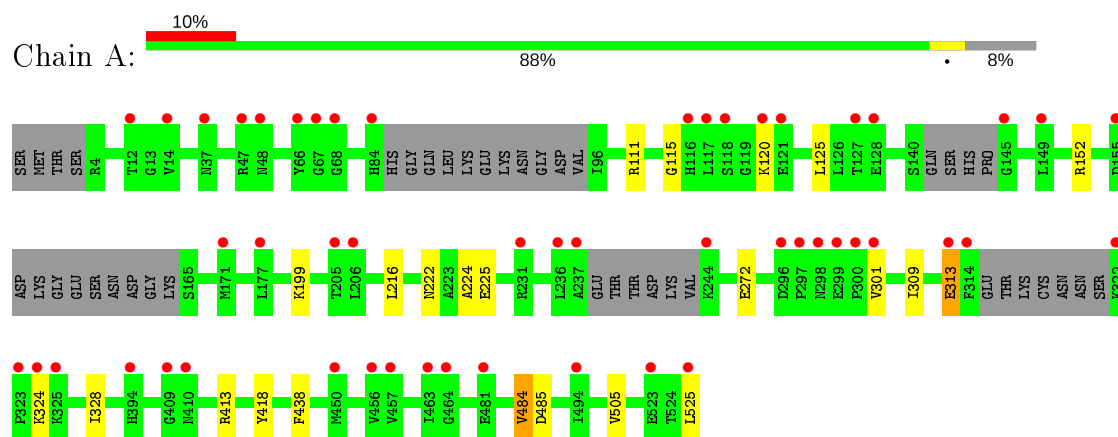 10%
Chain A:
88%
8%
SER MET THR SER R4 T12 G13 V14 N37 R47 N48 Y66 G67 G68 H84 HIS GLY GLN LEU LYS GLU LYS ASN GLY ASP VAL I96 R111 G115 H116 L117 S118 G119 K120 E121 L125 L126 T127 E128 S140 GLN SER HIS PRO G145 L149 R152 D155
ASP LYS GLY GLU SER ASN ASP GLY LYS S165 M171 L177 K199 T205 L206 L216 N222 A223 A224 E225 R231 L236 A237 GLU THR THR ASP LYS VAL K244 E272 D296 P297 N298 E299 P300 V301 I309 E313 F314 GLU THR LYS CYS ASN ASN SER K322
P323 K324 K325 I328 H394 G409 N410 R413 Y418 F438 M450 V456 V457 I463 G464 E481 V484 D485 I494 V505 E523 T524 L525